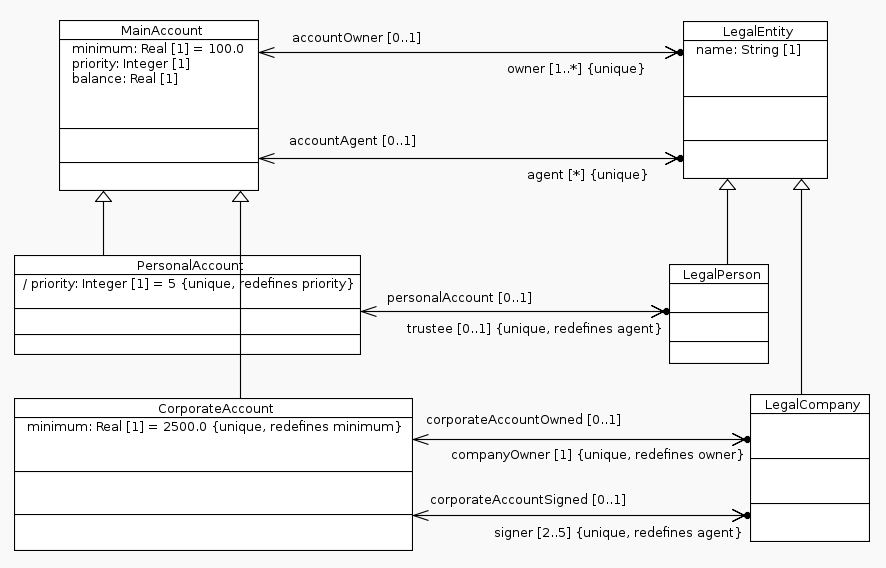 MainAccount
minimum: Real [1] = 100.0
priority: Integer [1]
balance: Real [1]
accountOwner [0..1]
owner [1..*] {unique}
LegalEntity
name: String [1]
accountAgent [0..1]
agent [*] {unique}
PersonalAccount
/ priority: Integer [1] = 5 {unique, redefines priority}
personalAccount [0..1]
trustee [0..1] {unique, redefines agent}
LegalPerson
CorporateAccount
minimum: Real [1] = 2500.0 {unique, redefines minimum}
corporateAccountOwned [0..1]
companyOwner [1] {unique, redefines owner}
LegalCompany
corporateAccountSigned [0..1]
signer [2..5] {unique, redefines agent}